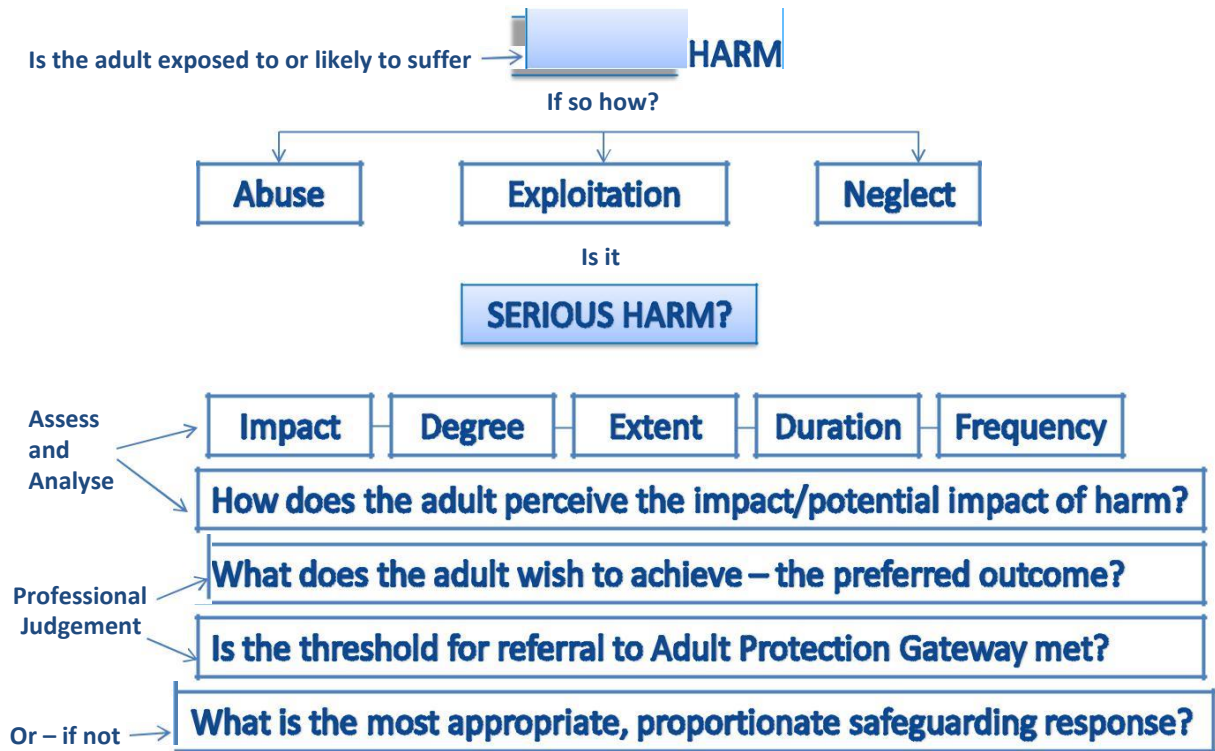 Is the adult exposed to or likely to suffer HARM
If so how?
Abuse Exploitation Neglect
Is it
SERIOUS HARM?
Assess
and
Analyse
Impact Degree Extent Duration Frequency
How does the adult perceive the impact/potential impact of harm?
Professional
Judgement
What does the adult wish to achieve – the preferred outcome?
Is the threshold for referral to Adult Protection Gateway met?
Or – if not What is the most appropriate, proportionate safeguarding response?